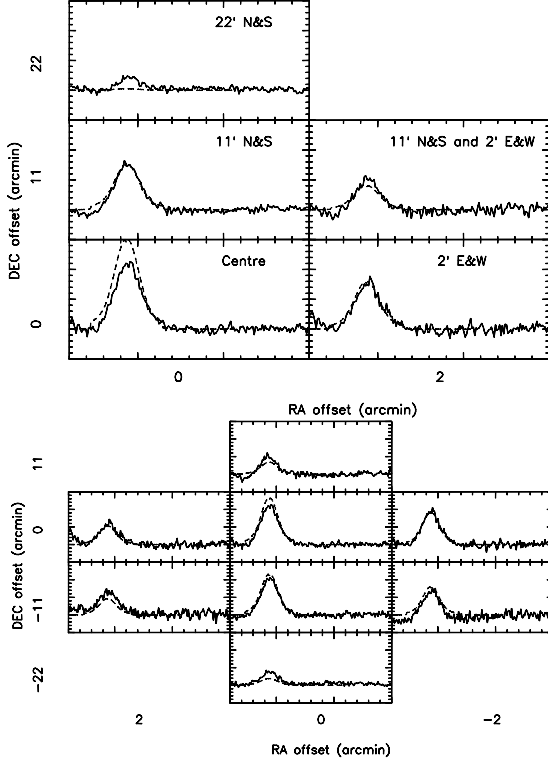 22' N&S
22
11' N&S
11' N&S and 2' E&W
11
DEC offset (arcmin)
Centre
2' E&W
0
0
2
RA offset (arcmin)
11
0
DEC offset (arcmin)
−11
−22
2
0
−2
RA offset (arcmin)